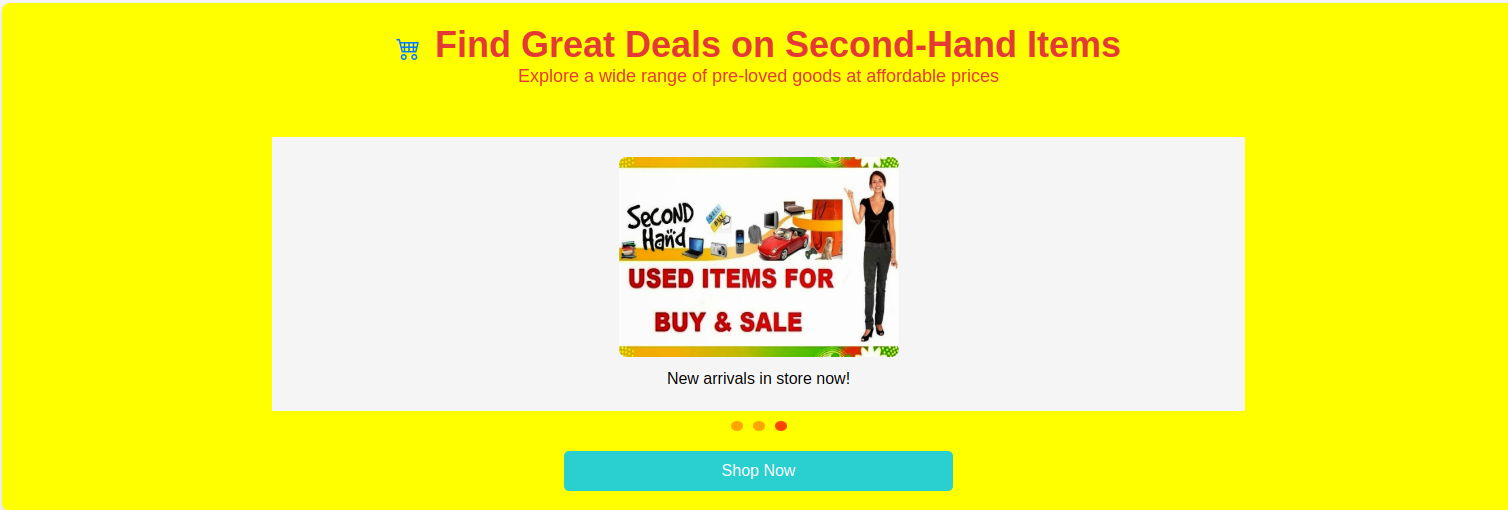 Find Great Deals on Second-Hand Items
Explore a wide range of pre-loved goods at affordable prices
SECOND
Hand
USED ITEMS FOR
BUY & SALE
New arrivals in store now!
Shop Now